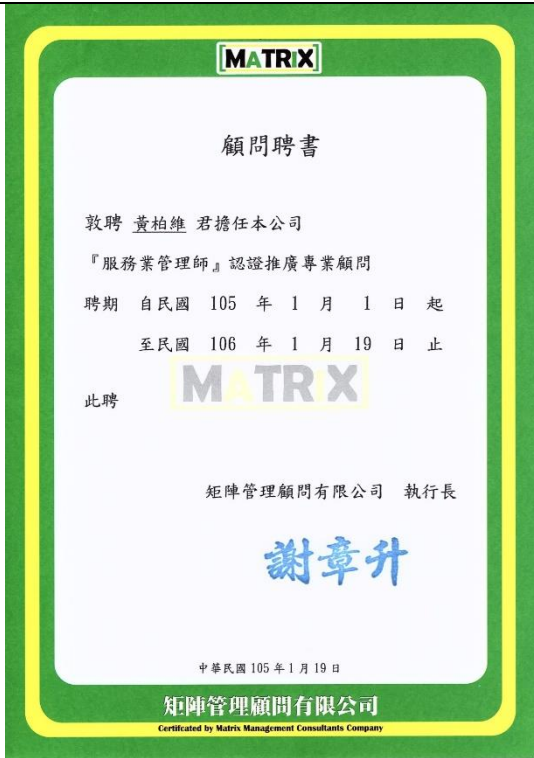 [MATRIX]
顧問聘書
敦聘 黃柏維 君擔任本公司
『服務業管理師』認證推廣專業顧問
聘期 自民國 105 年 1 月 1 日 起
至民國 106 年 1 月 19 日 止
MATRIX
此聘
矩陣管理顧問有限公司 執行長
謝章升
中華民國 105 年 1 月 19 日
矩陣管理顧問有限公司
Certifcated by Matrix Management Consultants Company